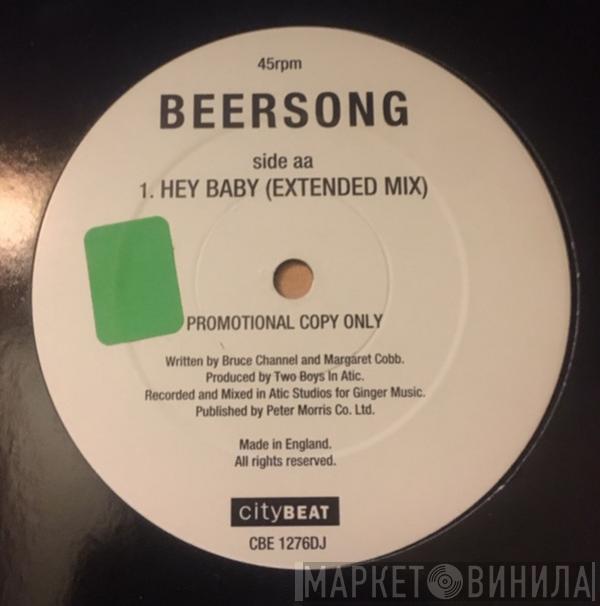 45rpm
BEERSONG
side aa
1. HEY BABY (EXTENDED MIX)
PROMOTIONAL COPY ONLY
Written by Bruce Channel and Margaret Cobb.
Produced by Two Boys In Atic.
Recorded and Mixed in Atic Studios for Ginger Music.
Published by Peter Morris Co. Ltd.
Made in England.
All rights reserved.
cityBEAT
CBE 1276DJ
МАРКЕТ ВИНИЛА